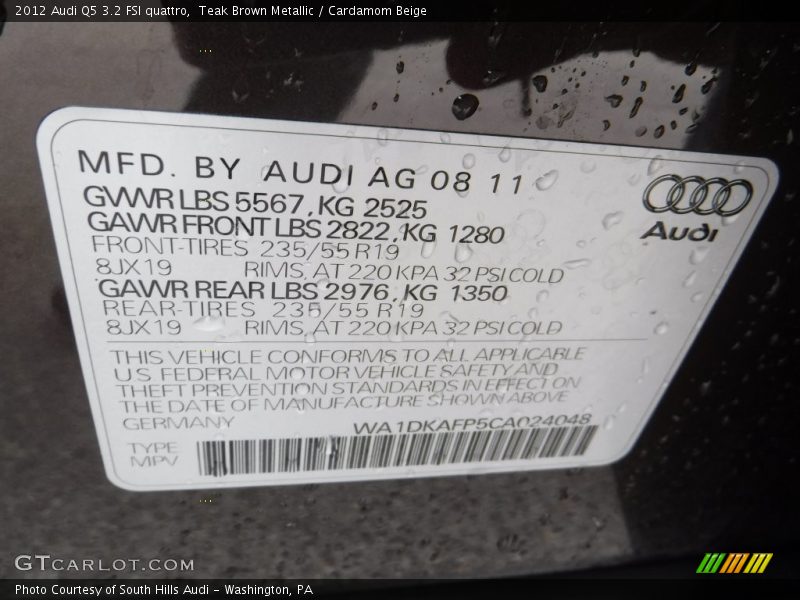 2012 Audi Q5 3.2 FSI quattro,  Teak Brown Metallic / Cardamom Beige
MFD. BY AUDI AG 08 11
GVWR LBS 5567, KG 2525
GAWR FRONT LBS 2822, KG 1280
FRONT-TIRES 235/55 R19
8JX19 RIMS, AT 220 KPA 32 PSI COLD
GAWR REAR LBS 2976, KG 1350
REAR-TIRES 235/55 R19
8JX19 RIMS, AT 220 KPA 32 PSI COLD
Audi
THIS VEHICLE CONFORMS TO ALL APPLICABLE
U.S. FEDERAL MOTOR VEHICLE SAFETY AND
THEFT PREVENTION STANDARDS IN EFFECT ON
THE DATE OF MANUFACTURE SHOWN ABOVE
GERMANY WA1DKAFP5CA024048
TYPE
MPV
GTCARLOT.COM
Photo Courtesy of South Hills Audi - Washington, PA